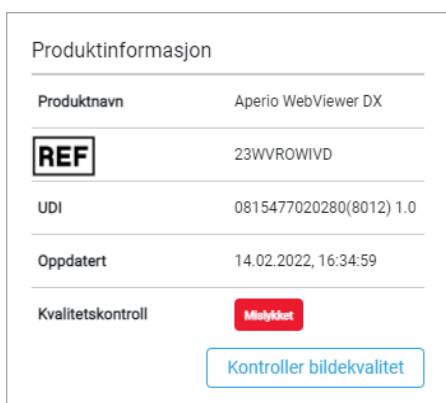 Produktinformasjon
Produktnavn Aperio WebViewer DX
REF 23WVROWIVD
UDI 0815477020280(8012) 1.0
Oppdatert 14.02.2022, 16:34:59
Kvalitetskontroll Mislykket
Kontroller bildekvalitet